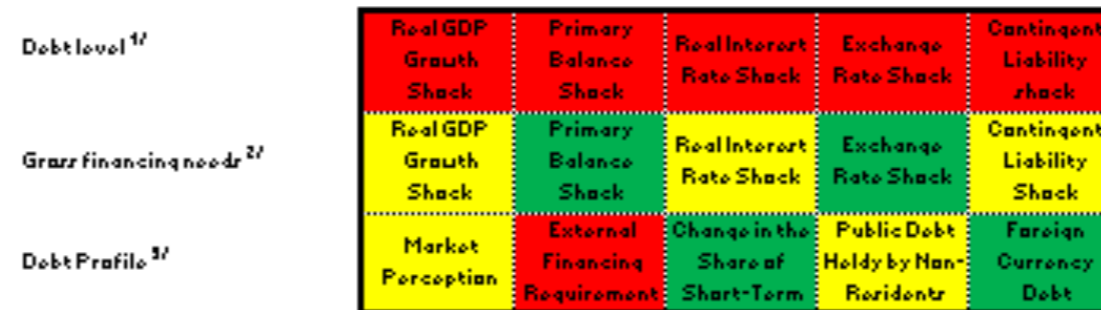 Debt level 1/
Real GDP
Growth
Shock
Primary
Balance
Shock
Real Interest
Rate Shock
Exchange
Rate Shock
Contingent
Liability
shock
Gross financing needs 2/
Real GDP
Growth
Shock
Primary
Balance
Shock
Real Interest
Rate Shock
Exchange
Rate Shock
Contingent
Liability
Shock
Debt Profile 3/
Market
Perception
External
Financing
Requirement
Change in the
Share of
Short-Term
Public Debt
Heldy by Non-
Residents
Foreign
Currency
Debt